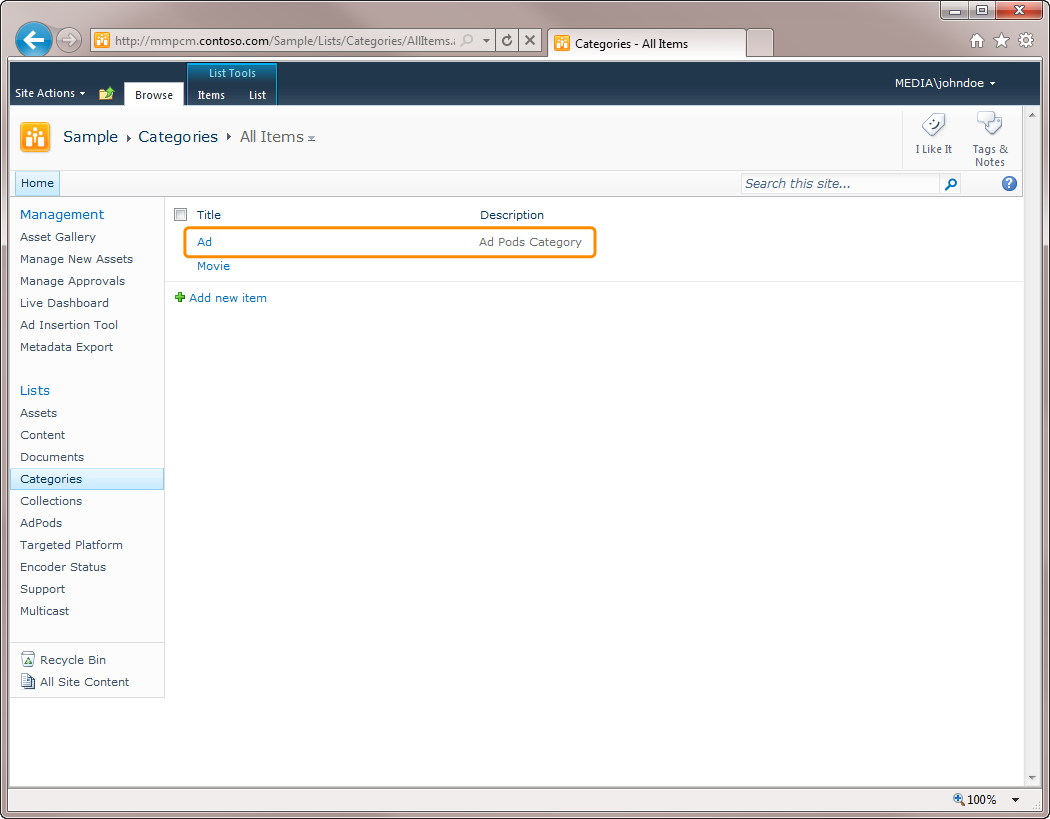 http://mmpcm.contoso.com/Sample/Lists/Categories/AllItems.a
Categories - All Items
List Tools
Site Actions
Browse
Items
List
MEDIA\johndoe
Sample Categories All Items
I Like It
Tags &
Notes
Home
Search this site...
Management
Asset Gallery
Manage New Assets
Manage Approvals
Live Dashboard
Ad Insertion Tool
Metadata Export
Lists
Assets
Content
Documents
Categories
Collections
AdPods
Targeted Platform
Encoder Status
Support
Multicast
Recycle Bin
All Site Content
Title Description
Ad Ad Pods Category
Movie
Add new item
100%